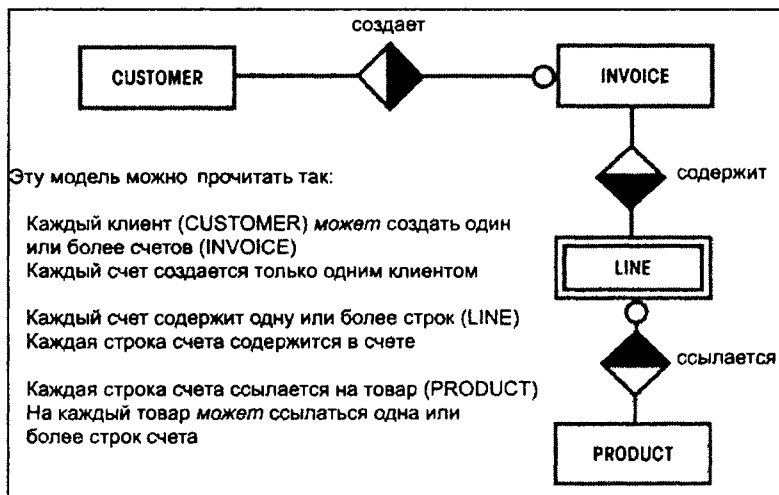 создает
CUSTOMER
INVOICE
содержит
LINE
ссылается
PRODUCT
Эту модель можно прочитать так:
Каждый клиент (CUSTOMER) может создать один
или более счетов (INVOICE)
Каждый счет создается только одним клиентом
Каждый счет содержит одну или более строк (LINE)
Каждая строка счета содержится в счете
Каждая строка счета ссылается на товар (PRODUCT)
На каждый товар может ссылаться одна или
более строк счета